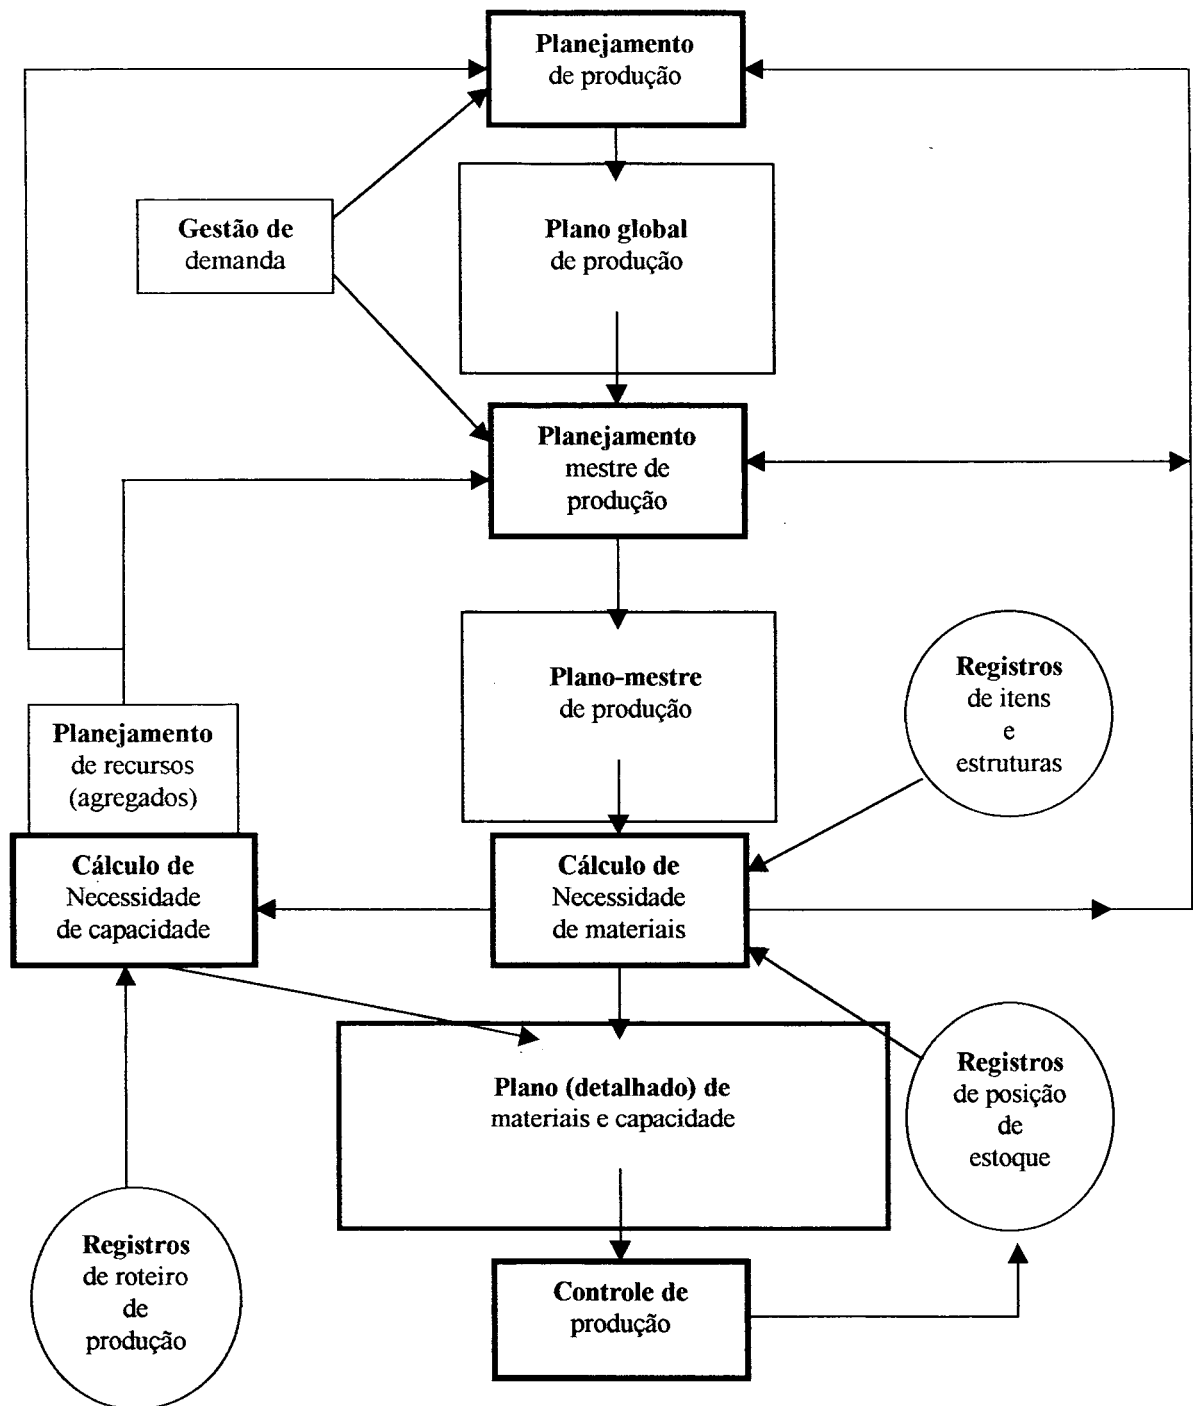 Planejamento
de produção
Gestão de
demanda
Plano global
de produção
Planejamento
mestre de
produção
Plano-mestre
de produção
Registros
de itens
e
estruturas
Planejamento
de recursos
(agregados)
Cálculo de
Necessidade
de capacidade
Cálculo de
Necessidade
de materiais
Plano (detalhado) de
materiais e capacidade
Registros
de posição
de
estoque
Registros
de roteiro
de
produção
Controle de
produção